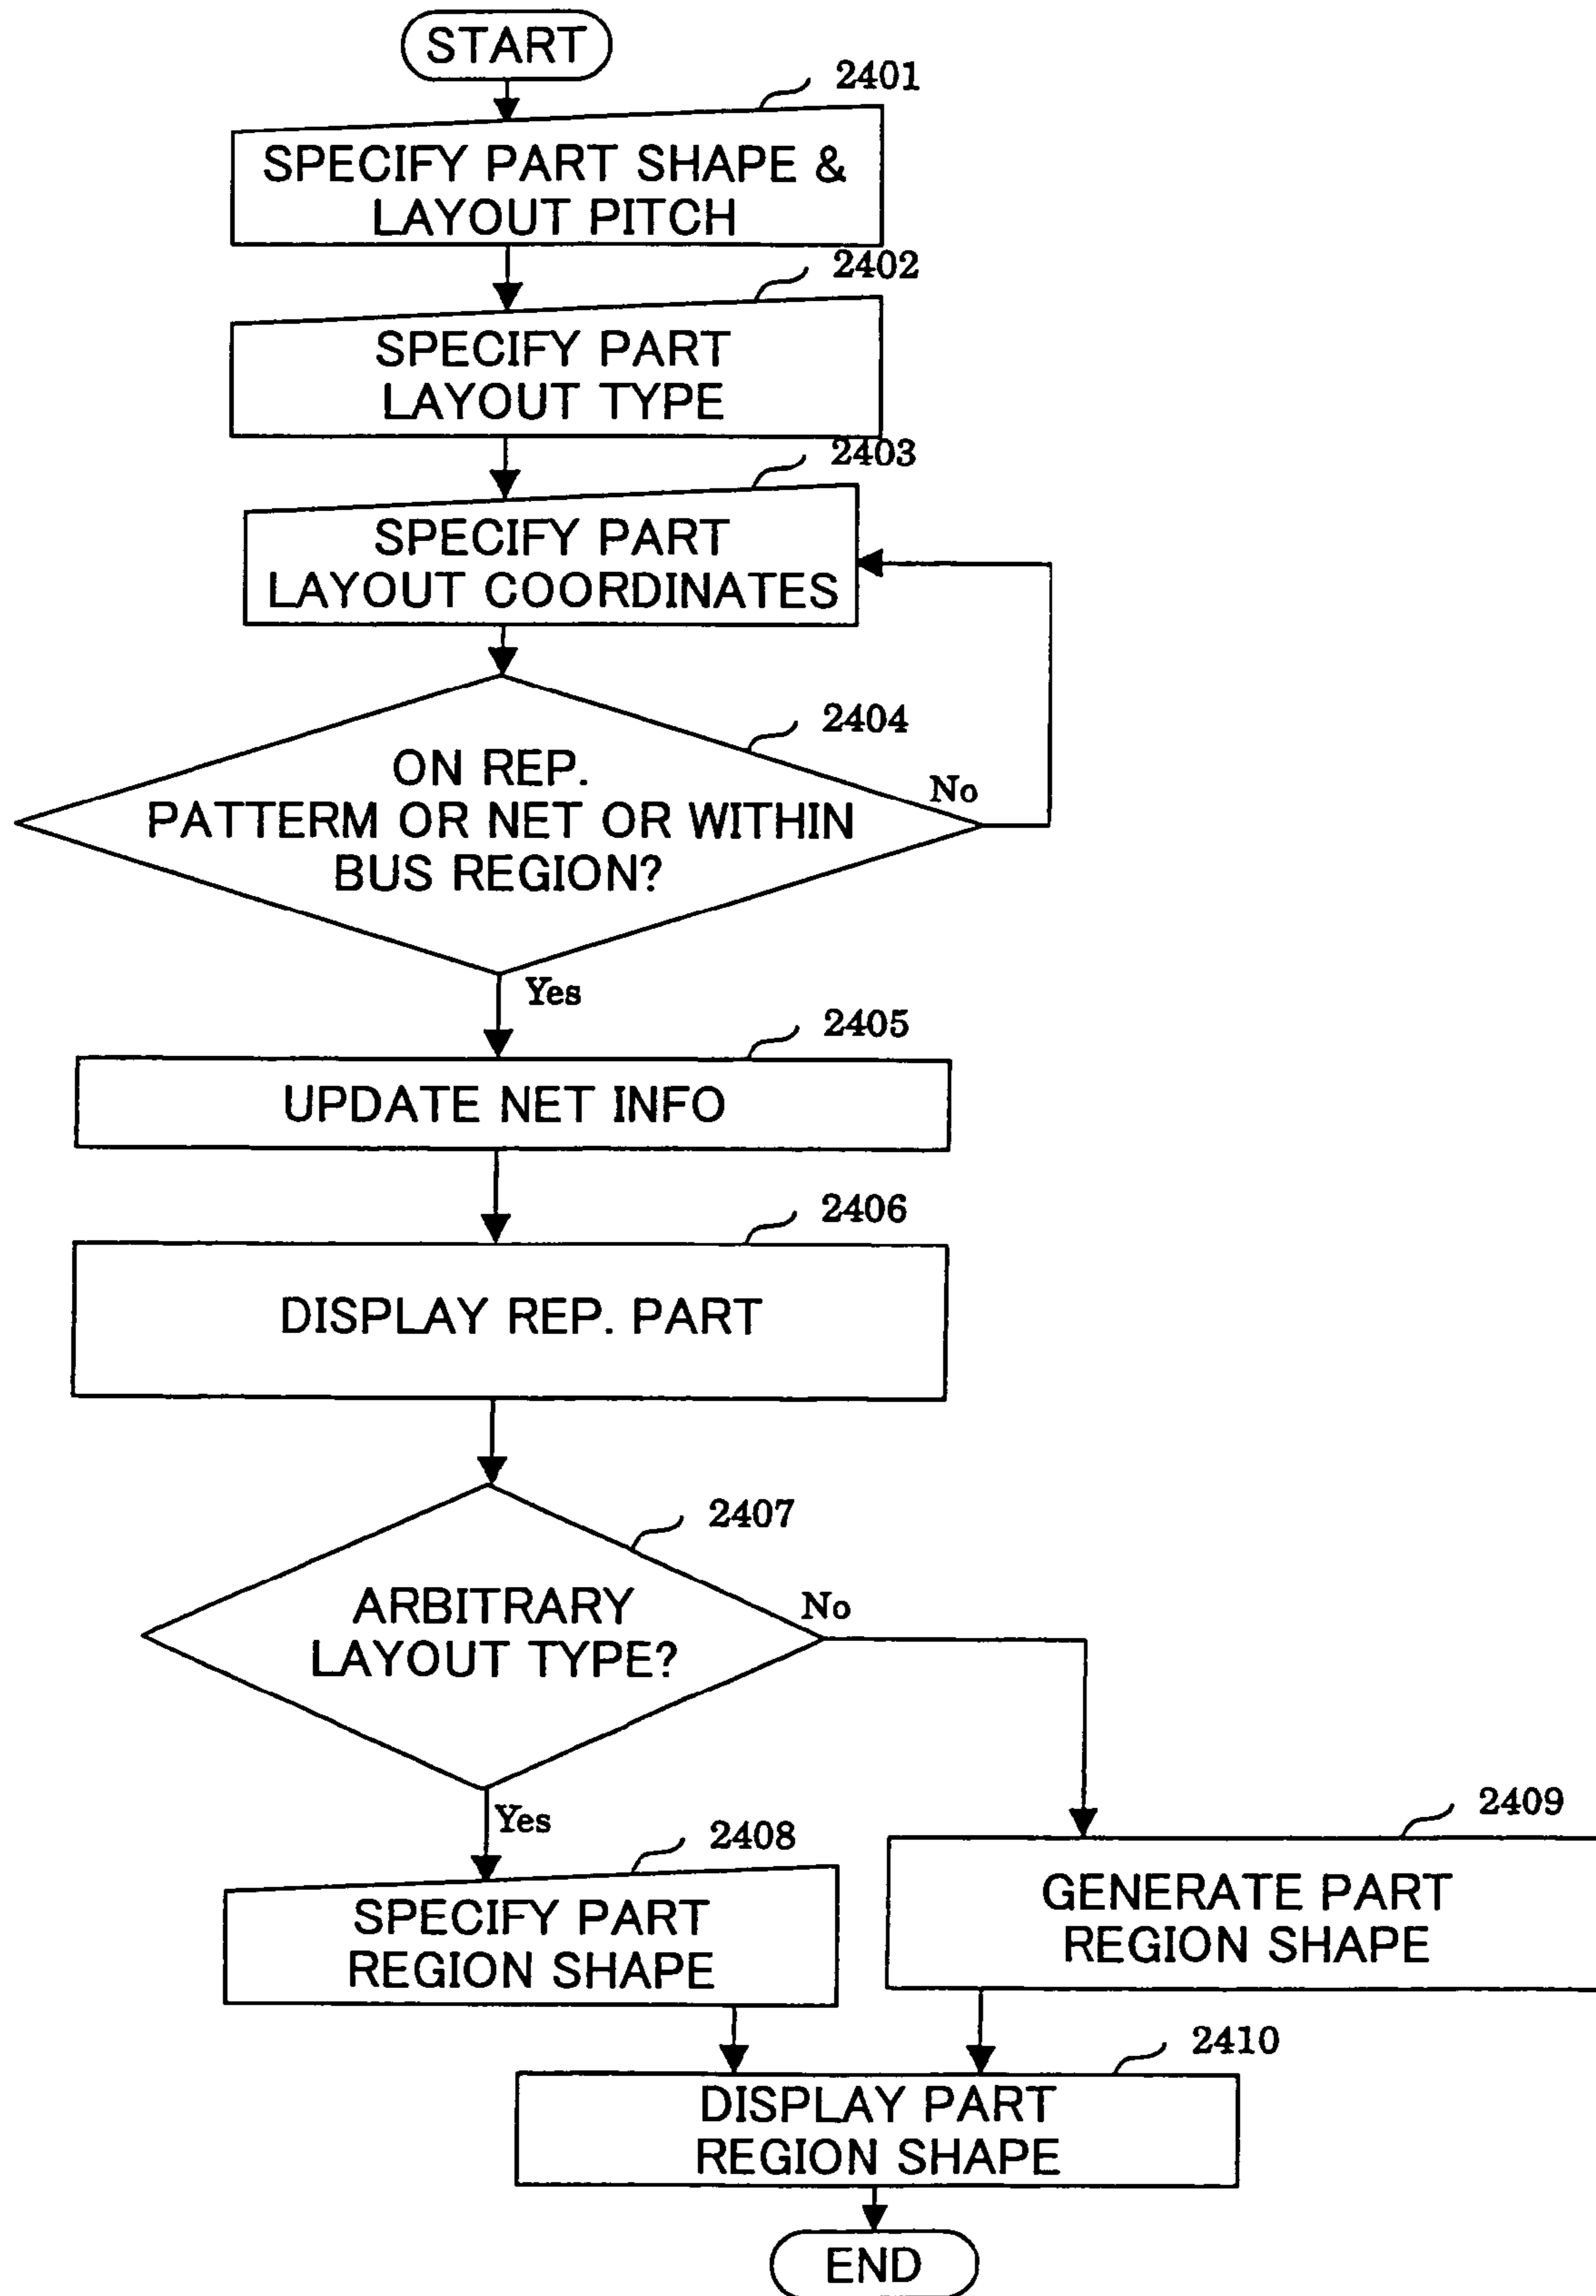 START
2401
SPECIFY PART SHAPE &
LAYOUT PITCH
2402
SPECIFY PART
LAYOUT TYPE
2403
SPECIFY PART
LAYOUT COORDINATES
2404
ON REP.
PATTERM OR NET OR WITHIN
BUS REGION?
No
Yes
2405
UPDATE NET INFO
2406
DISPLAY REP. PART
2407
ARBITRARY
LAYOUT TYPE?
No
Yes
2408
SPECIFY PART
REGION SHAPE
2409
GENERATE PART
REGION SHAPE
2410
DISPLAY PART
REGION SHAPE
END